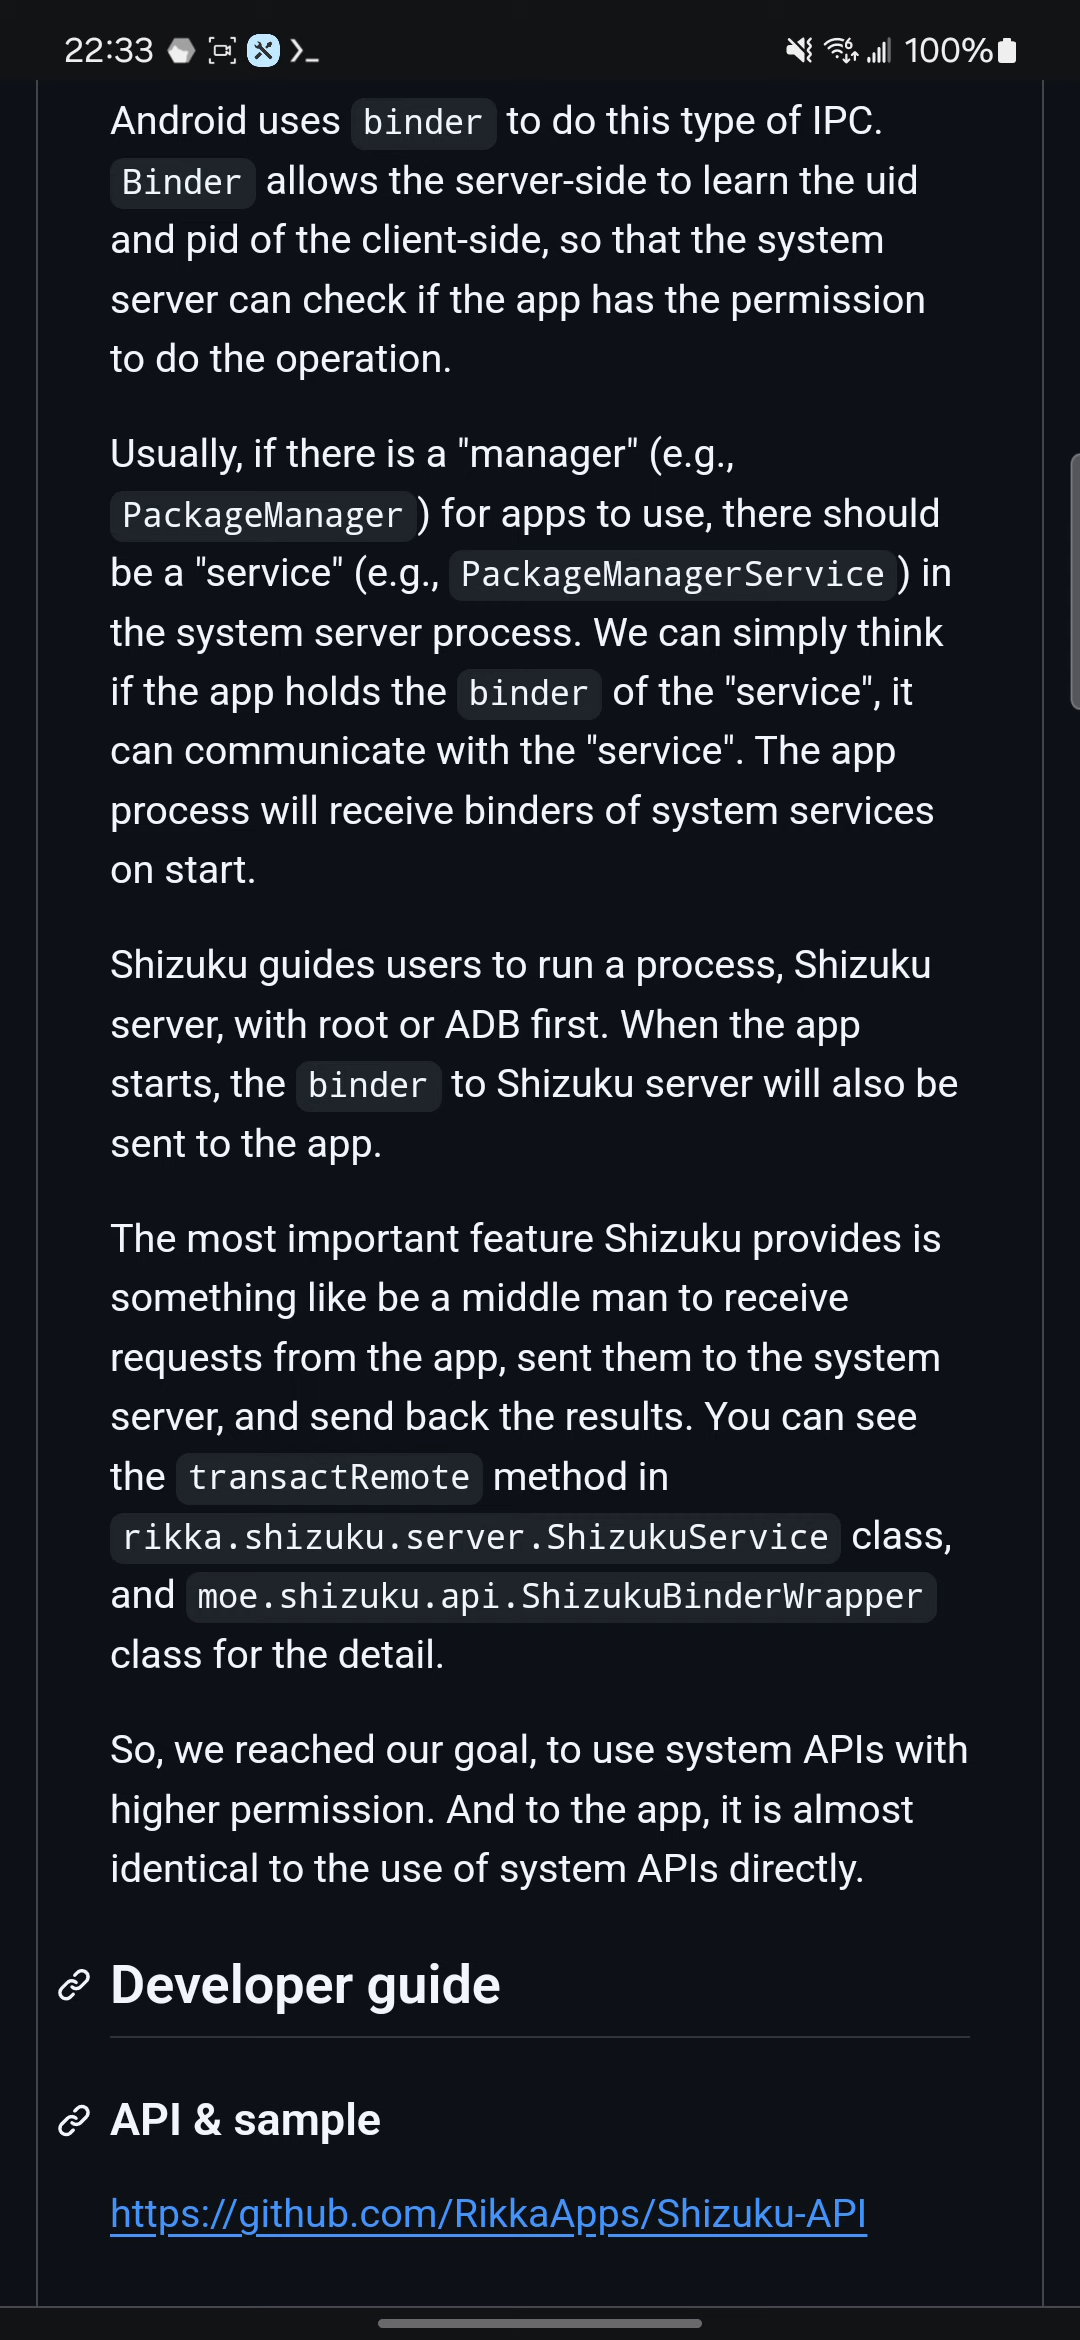 22:33
100%
Android uses binder to do this type of IPC.
Binder allows the server-side to learn the uid
and pid of the client-side, so that the system
server can check if the app has the permission
to do the operation.
Usually, if there is a "manager" (e.g.,
PackageManager) for apps to use, there should
be a "service" (e.g., PackageManagerService) in
the system server process. We can simply think
if the app holds the binder of the "service", it
can communicate with the "service". The app
process will receive binders of system services
on start.
Shizuku guides users to run a process, Shizuku
server, with root or ADB first. When the app
starts, the binder to Shizuku server will also be
sent to the app.
The most important feature Shizuku provides is
something like be a middle man to receive
requests from the app, sent them to the system
server, and send back the results. You can see
the transactRemote method in
rikka.shizuku.server.ShizukuService class,
and moe.shizuku.api.ShizukuBinderWrapper
class for the detail.
So, we reached our goal, to use system APIs with
higher permission. And to the app, it is almost
identical to the use of system APIs directly.
Developer guide
API & sample
https://github.com/RikkaApps/Shizuku-API